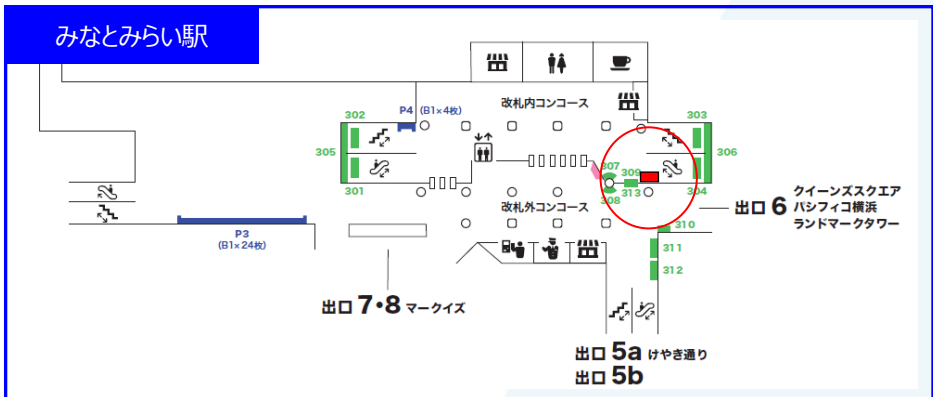 みなとみらい駅
改札内コンコース
302
P4 (B1×4枚)
303
305
306
307
309
301
313
304
308
改札外コンコース
310
311
312
P3
(B1×24枚)
出口 6 クイーンズスクエア
パシフィコ横浜
ランドマークタワー
出口 7・8 マークイズ
出口 5a けやき通り
出口 5b